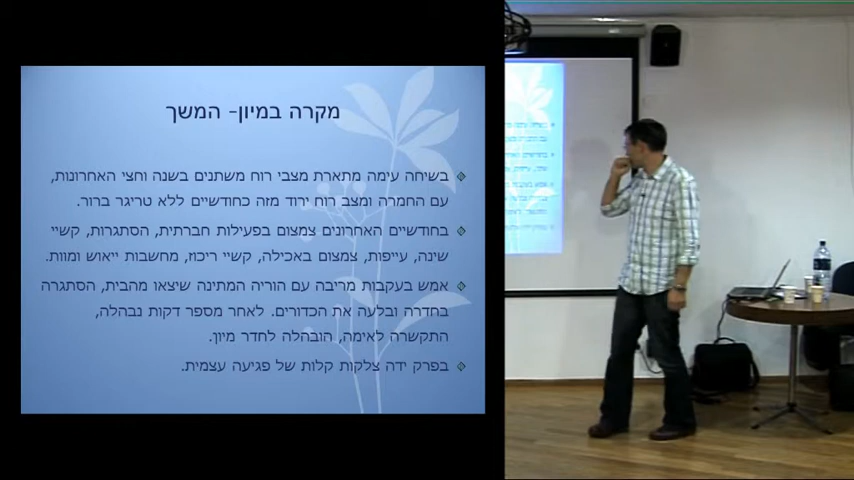 מקרה במיון- המשך
בשיחה עימה מתארת מצבי רוח משתנים בשנה וחצי האחרונות,
עם החמרה ומצב רוח ירוד מזה כחודשיים ללא טריגר ברור.
בחודשיים האחרונים צמצום בפעילות חברתית, הסתגרות, קשיי
שינה, עייפות, צמצום באכילה, קשיי ריכוז, מחשבות ייאוש ומוות.
אמש בעקבות מריבה עם הוריה המתינה שיצאו מהבית, הסתגרה
בחדרה ובלעה את הכדורים. לאחר מספר דקות נבהלה,
התקשרה לאימה, הובהלה לחדר מיון.
בפרק ידה צלקות קלות של פגיעה עצמית.